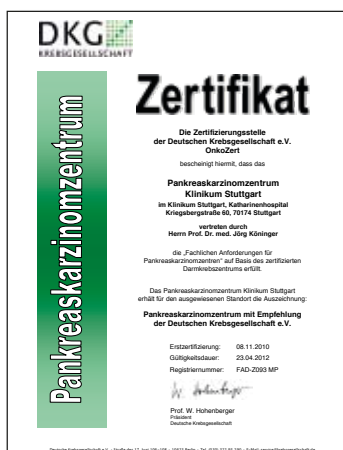 DKG
KREBSGESELLSCHAFT
Pankreaskarzinomzentrum
Zertifikat
Die Zertifizierungsstelle
der Deutschen Krebsgesellschaft e.V.
OnkoZert
bescheinigt hiermit, dass das
Pankreaskarzinomzentrum
Klinikum Stuttgart
im Klinikum Stuttgart, Katharinenhospital
Kriegsbergstraße 60, 70174 Stuttgart
vertreten durch
Herrn Prof. Dr. med. Jörg Köninger
die „Fachlichen Anforderungen für
Pankreaskarzinomzentren“ auf Basis des zertifizierten
Darmkrebszentrums erfüllt.
Das Pankreaskarzinomzentrum Klinikum Stuttgart
erhält für den ausgewiesenen Standort die Auszeichnung:
Pankreaskarzinomzentrum mit Empfehlung
der Deutschen Krebsgesellschaft e.V.
Erstzertifizierung: 08.11.2010
Gültigkeitsdauer: 23.04.2012
Registriernummer: FAD-Z093 MP
W. Hohenberger
Prof. W. Hohenberger
Präsident
Deutsche Krebsgesellschaft